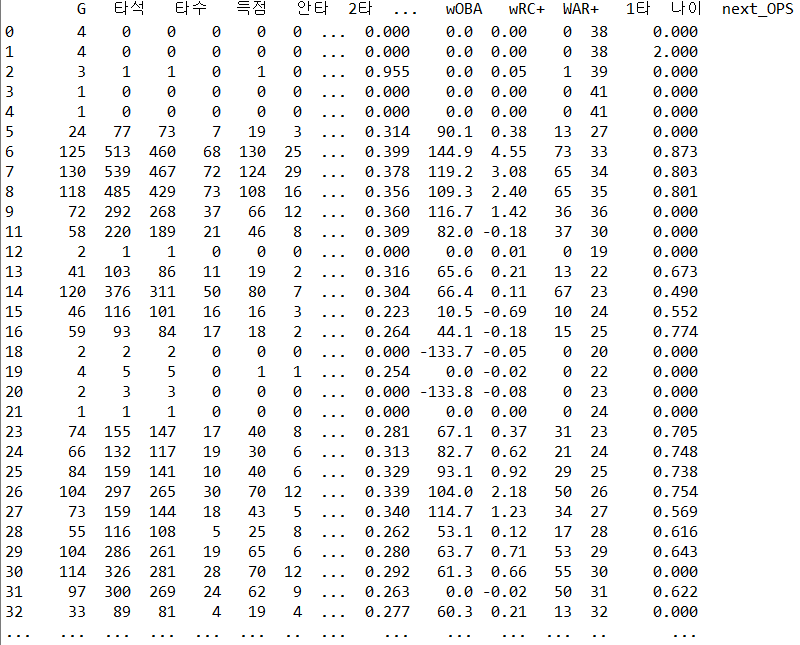 G 타석 타수 득점 안타 2타 ... wOBA wRC+ WAR+ 1타 나이 next_OPS
0 4 0 0 0 0 0 ... 0.000 0.0 0.00 0 38 0.000
1 4 0 0 0 0 0 ... 0.000 0.0 0.00 0 38 2.000
2 3 1 1 0 1 0 ... 0.955 0.0 0.05 1 39 0.000
3 1 0 0 0 0 0 ... 0.000 0.0 0.00 0 41 0.000
4 1 0 0 0 0 0 ... 0.000 0.0 0.00 0 41 0.000
5 24 77 73 7 19 3 ... 0.314 90.1 0.38 13 27 0.000
6 125 513 460 68 130 25 ... 0.399 144.9 4.55 73 33 0.873
7 130 539 467 72 124 29 ... 0.378 119.2 3.08 65 34 0.803
8 118 485 429 73 108 16 ... 0.356 109.3 2.40 65 35 0.801
9 72 292 268 37 66 12 ... 0.360 116.7 1.42 36 36 0.000
11 58 220 189 21 46 8 ... 0.309 82.0 -0.18 37 30 0.000
12 2 1 1 0 0 0 ... 0.000 0.0 0.01 0 19 0.000
13 41 103 86 11 19 2 ... 0.316 65.6 0.21 13 22 0.673
14 120 376 311 50 80 7 ... 0.304 66.4 0.11 67 23 0.490
15 46 116 101 16 16 3 ... 0.223 10.5 -0.69 10 24 0.552
16 59 93 84 17 18 2 ... 0.264 44.1 -0.18 15 25 0.774
18 2 2 2 0 0 0 ... 0.000 -133.7 -0.05 0 20 0.000
19 4 5 5 0 1 1 ... 0.254 0.0 -0.02 0 22 0.000
20 2 3 3 0 0 0 ... 0.000 -133.8 -0.08 0 23 0.000
21 1 1 1 0 0 0 ... 0.000 0.0 0.00 0 24 0.000
23 74 155 147 17 40 8 ... 0.281 67.1 0.37 31 23 0.705
24 66 132 117 19 30 6 ... 0.313 82.7 0.62 21 24 0.748
25 84 159 141 10 40 6 ... 0.329 93.1 0.92 29 25 0.738
26 104 297 265 30 70 12 ... 0.339 104.0 2.18 50 26 0.754
27 73 159 144 18 43 5 ... 0.340 114.7 1.23 34 27 0.569
28 55 116 108 5 25 8 ... 0.262 53.1 0.12 17 28 0.616
29 104 286 261 19 65 6 ... 0.280 63.7 0.71 53 29 0.643
30 114 326 281 28 70 12 ... 0.292 61.3 0.66 55 30 0.000
31 97 300 269 24 62 9 ... 0.263 0.0 -0.02 50 31 0.622
32 33 89 81 4 19 4 ... 0.277 60.3 0.21 13 32 0.000
... ... ... ... ... ... .. ... ... ... ... ... .. ...